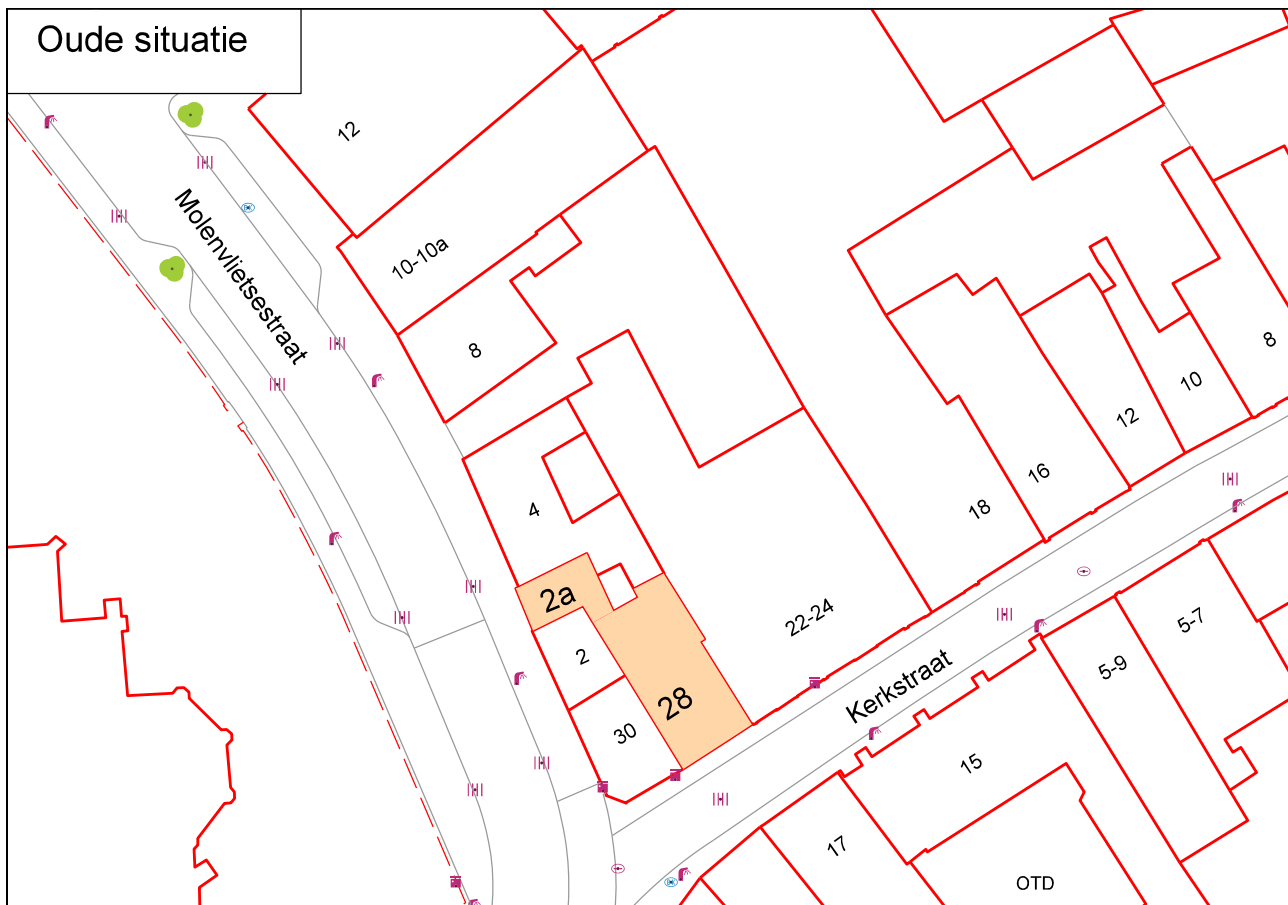 Oude situatie
12
Molenvlietsestraat
10-10a
8
8
10
12
16
18
4
2a
22-24
2
28
30
Kerkstraat
5-7
5-9
15
17
OTD